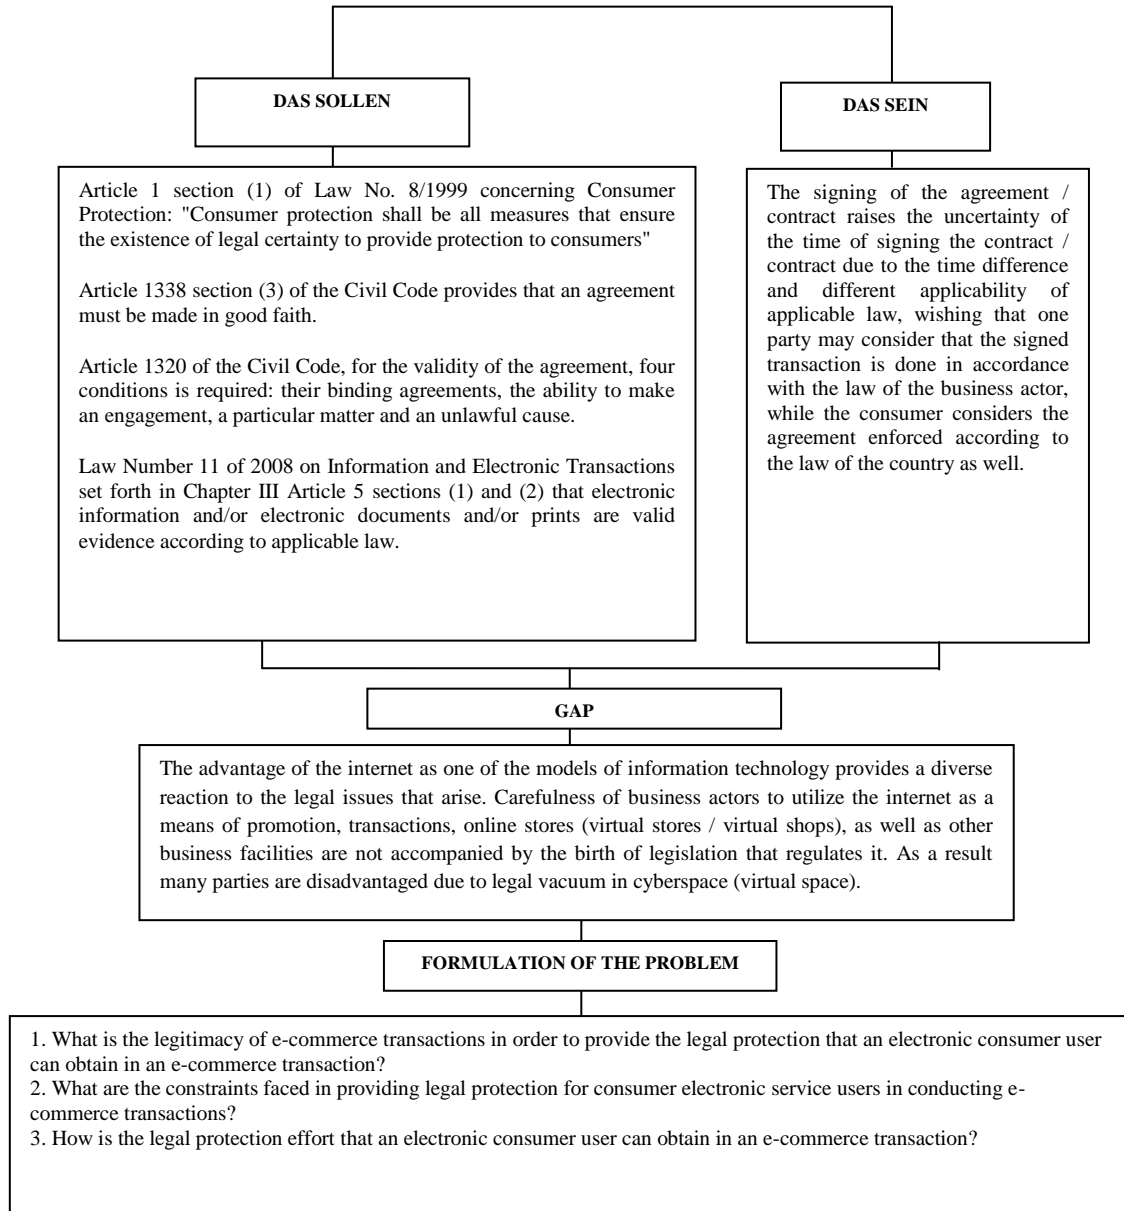 DAS SOLLEN
DAS SEIN
Article 1 section (1) of Law No. 8/1999 concerning Consumer
Protection: "Consumer protection shall be all measures that ensure
the existence of legal certainty to provide protection to consumers"
Article 1338 section (3) of the Civil Code provides that an agreement
must be made in good faith.
Article 1320 of the Civil Code, for the validity of the agreement, four
conditions is required: their binding agreements, the ability to make
an engagement, a particular matter and an unlawful cause.
Law Number 11 of 2008 on Information and Electronic Transactions
set forth in Chapter III Article 5 sections (1) and (2) that electronic
information and/or electronic documents and/or prints are valid
evidence according to applicable law.
The signing of the agreement /
contract raises the uncertainty of
the time of signing the contract /
contract due to the time difference
and different applicability of
applicable law, wishing that one
party may consider that the signed
transaction is done in accordance
with the law of the business actor,
while the consumer considers the
agreement enforced according to
the law of the country as well.
GAP
The advantage of the internet as one of the models of information technology provides a diverse
reaction to the legal issues that arise. Carefulness of business actors to utilize the internet as a
means of promotion, transactions, online stores (virtual stores / virtual shops), as well as other
business facilities are not accompanied by the birth of legislation that regulates it. As a result
many parties are disadvantaged due to legal vacuum in cyberspace (virtual space).
FORMULATION OF THE PROBLEM
1. What is the legitimacy of e-commerce transactions in order to provide the legal protection that an electronic consumer user
can obtain in an e-commerce transaction?
2. What are the constraints faced in providing legal protection for consumer electronic service users in conducting e-
commerce transactions?
3. How is the legal protection effort that an electronic consumer user can obtain in an e-commerce transaction?